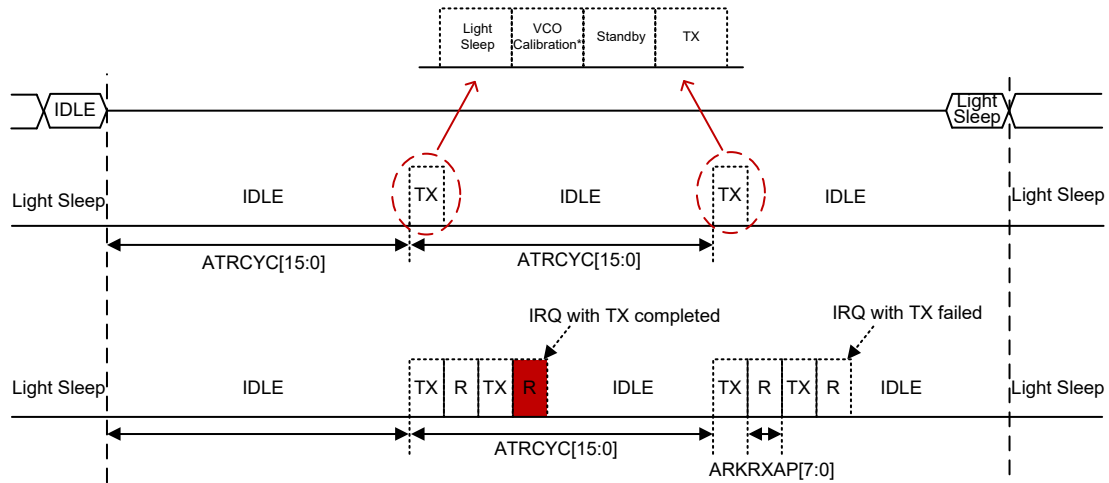 Light
Sleep
VCO
Calibration*
Standby
TX
IDLE
Light
Sleep
Light Sleep
IDLE
TX
IDLE
TX
IDLE
Light Sleep
ATRCYC[15:0]
ATRCYC[15:0]
IRQ with TX completed
IRQ with TX failed
Light Sleep
IDLE
TX
R
TX
R
IDLE
TX
R
TX
R
IDLE
Light Sleep
ATRCYC[15:0]
ARKRXAP[7:0]